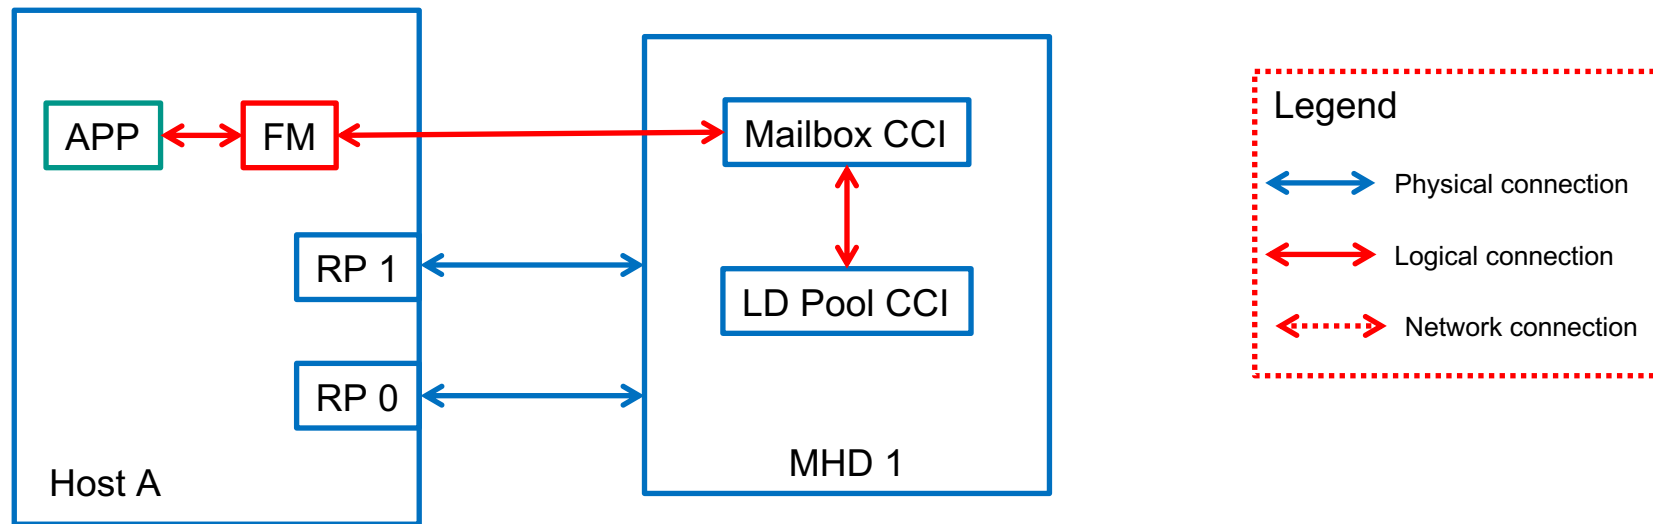 APP
FM
Mailbox CCI
RP 1
LD Pool CCI
RP 0
Host A
MHD 1
Legend
Physical connection
Logical connection
Network connection